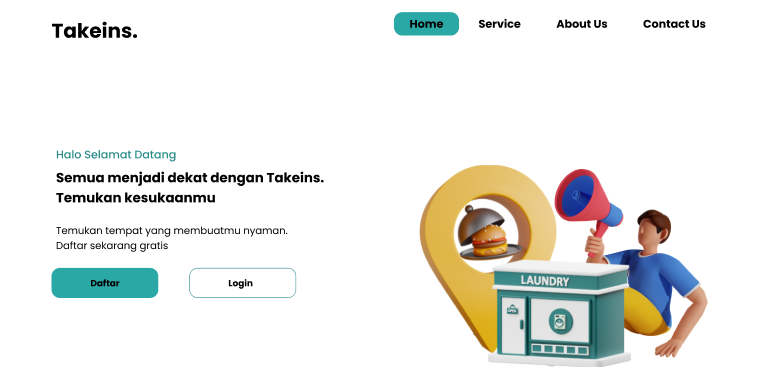 Takeins.
Home
Service
About Us
Contact Us
Halo Selamat Datang
Semua menjadi dekat dengan Takeins.
Temukan kesukaanmu
Temukan tempat yang membuatmu nyaman.
Daftar sekarang gratis
Daftar
Login
LAUNDRY
OPEN